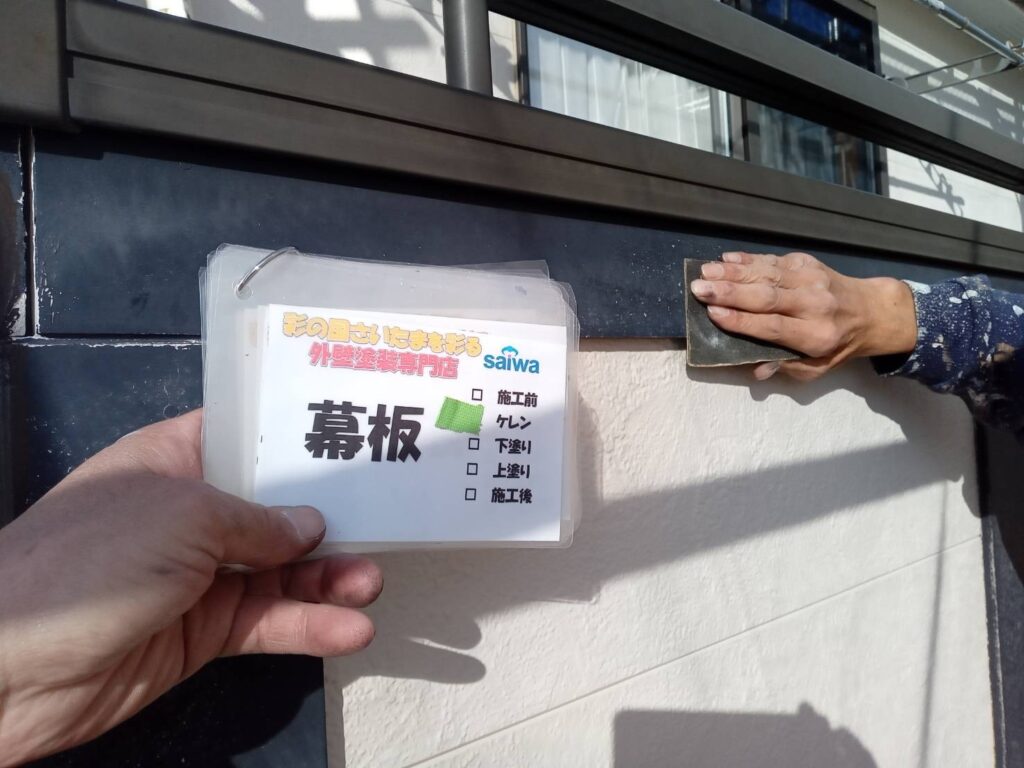 彩の国さいたまを彩る
外壁塗装専門店
saiwa
幕板
□ 施工前
ケレン
□ 下塗り
□ 上塗り
□ 施工後